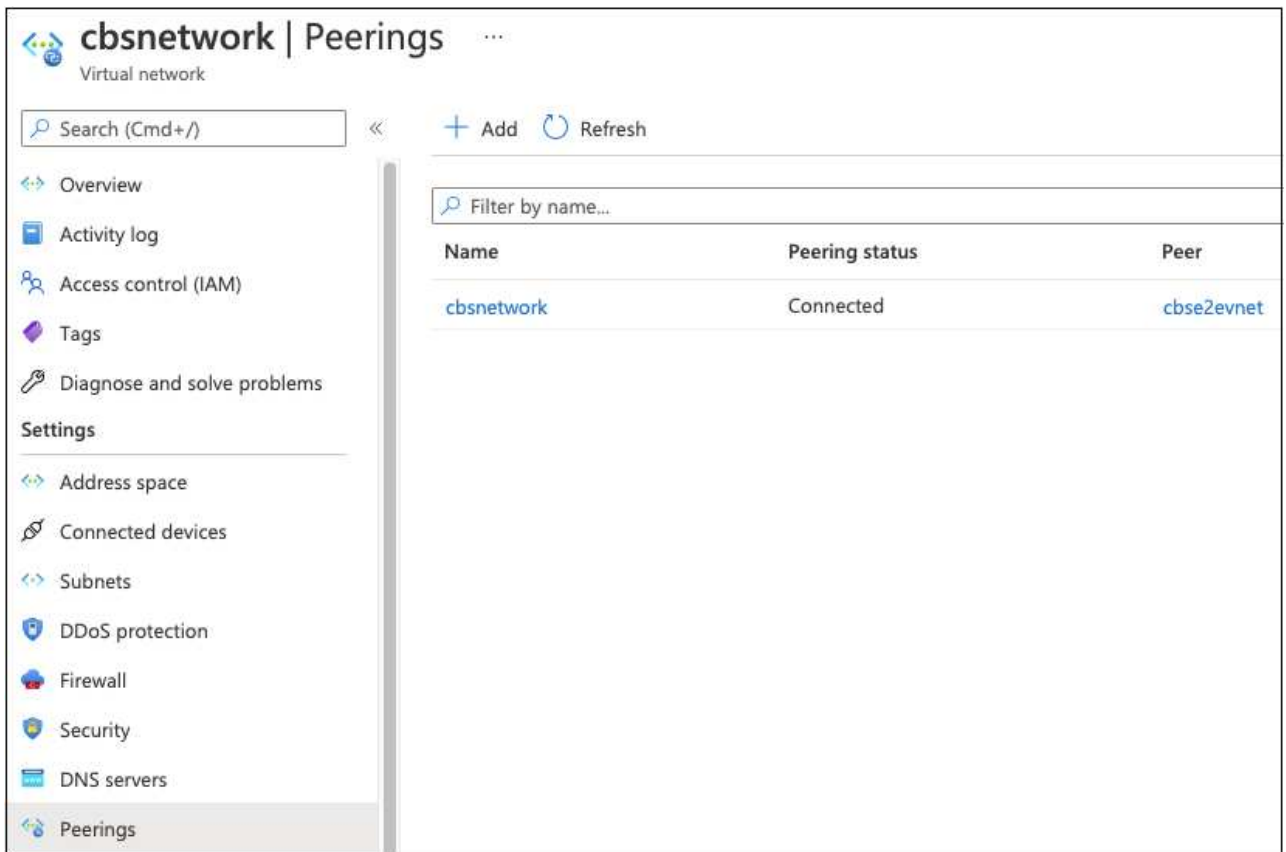 cbsnetwork | Peerings ...
Virtual network
Search (Cmd+/)
«
Add
Refresh
Overview
Activity log
Access control (IAM)
Tags
Diagnose and solve problems
Settings
Address space
Connected devices
Subnets
DDoS protection
Firewall
Security
DNS servers
Peerings
Filter by name...
Name Peering status Peer
cbsnetwork Connected cbse2evnet